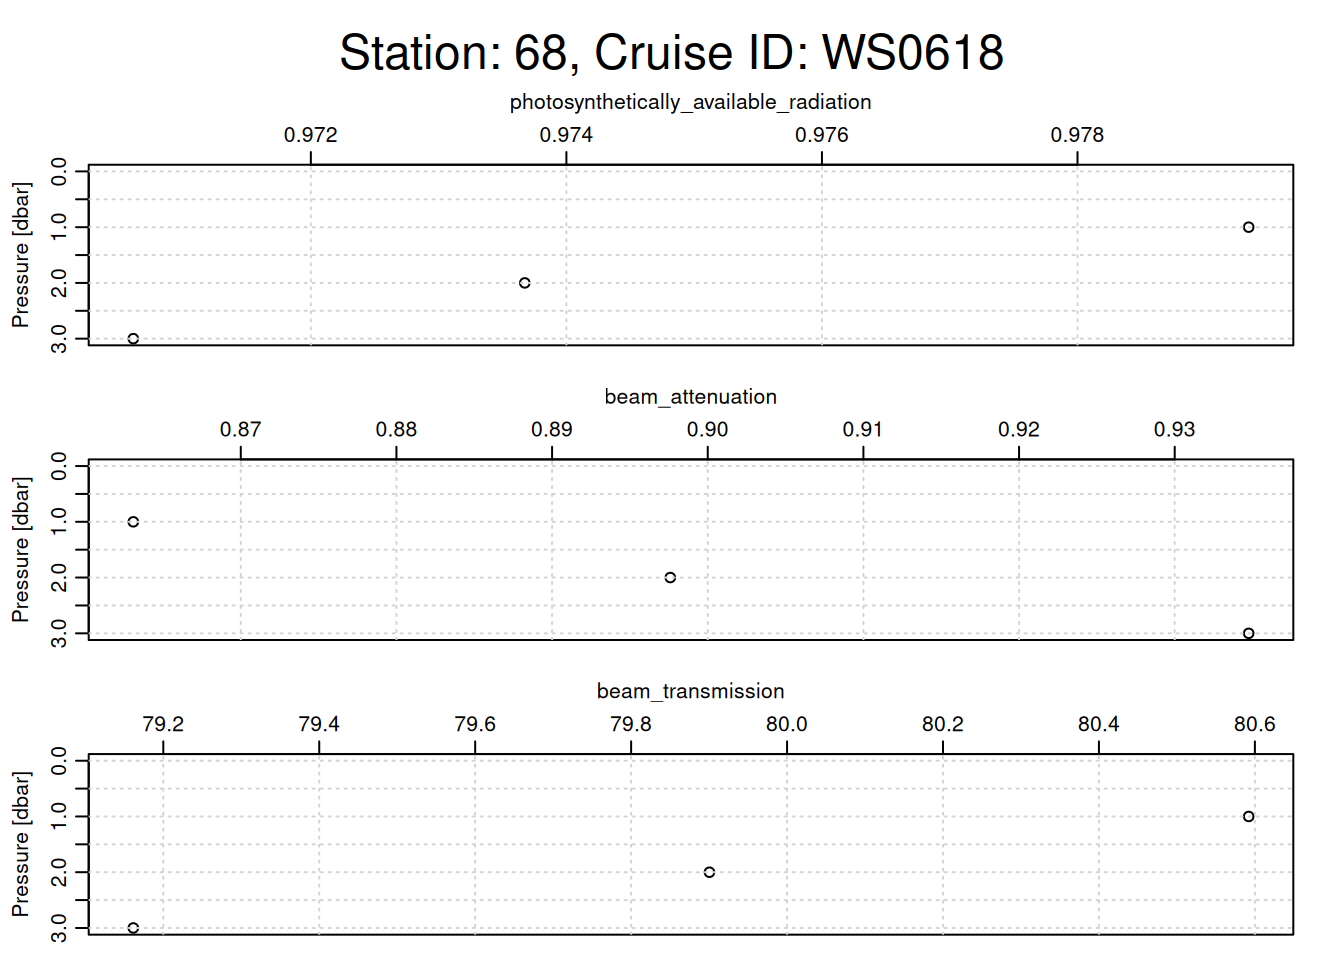 Station: 68, Cruise ID: WS0618
photosynthetically_available_radiation
0.972 0.974 0.976 0.978
Pressure [dbar]
0.0
1.0
2.0
3.0
beam_attenuation
0.87 0.88 0.89 0.90 0.91 0.92 0.93
Pressure [dbar]
0.0
1.0
2.0
3.0
beam_transmission
79.2 79.4 79.6 79.8 80.0 80.2 80.4 80.6
Pressure [dbar]
0.0
1.0
2.0
3.0